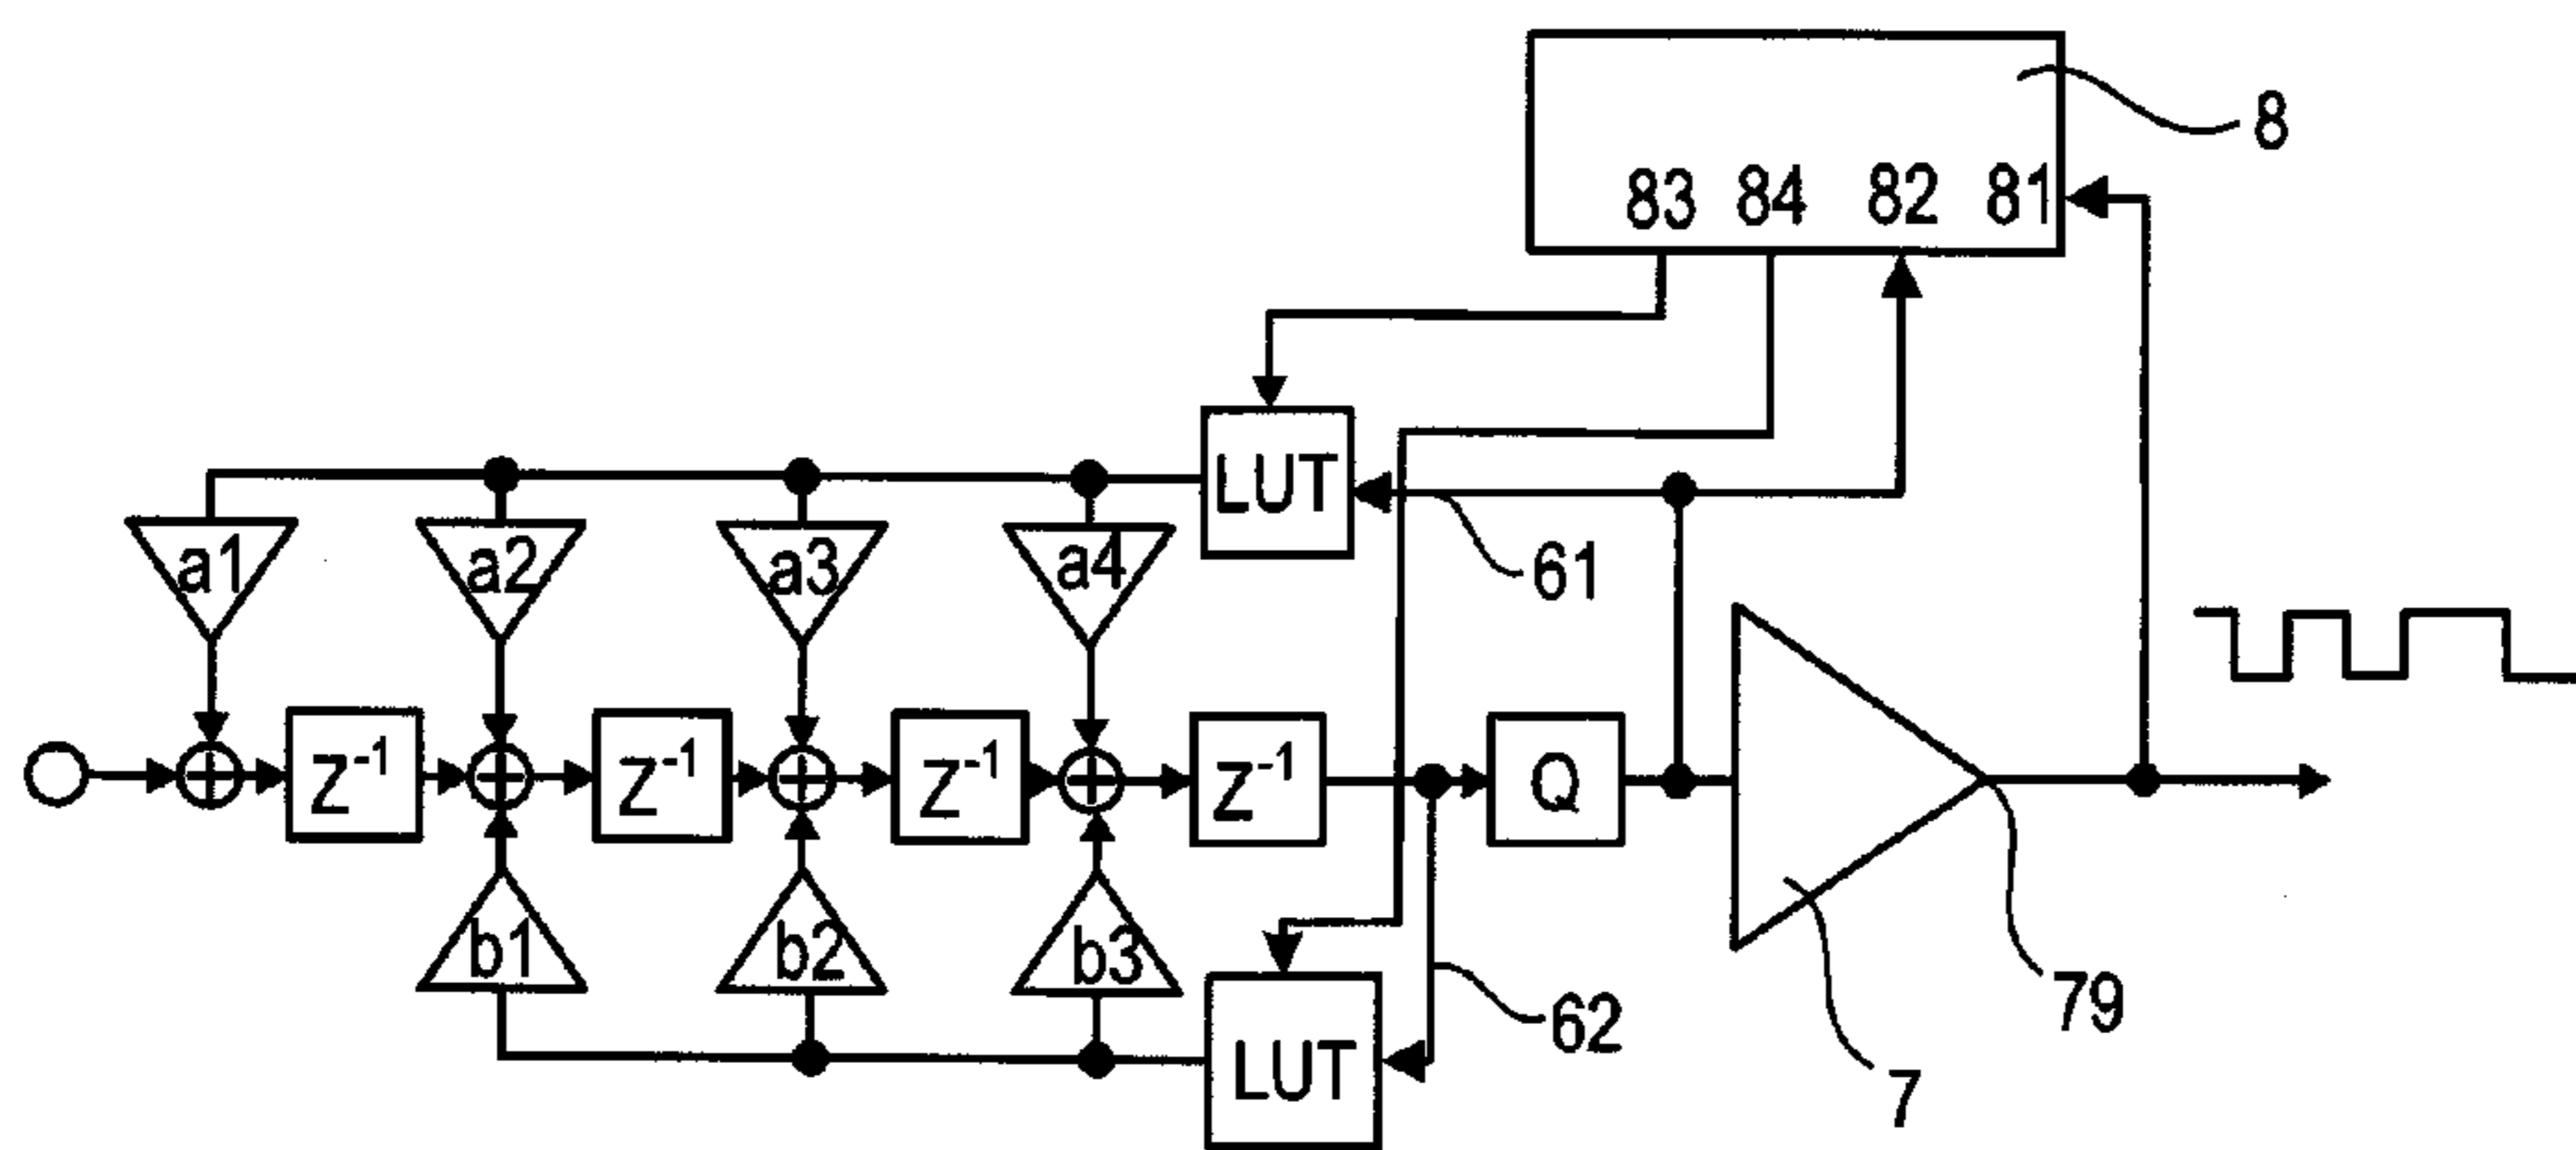 8
83 84 82 81
LUT
61
a1 a2 a3 a4
Z⁻¹ Z⁻¹ Z⁻¹ Z⁻¹ Q
b1 b2 b3
LUT
62
79
7